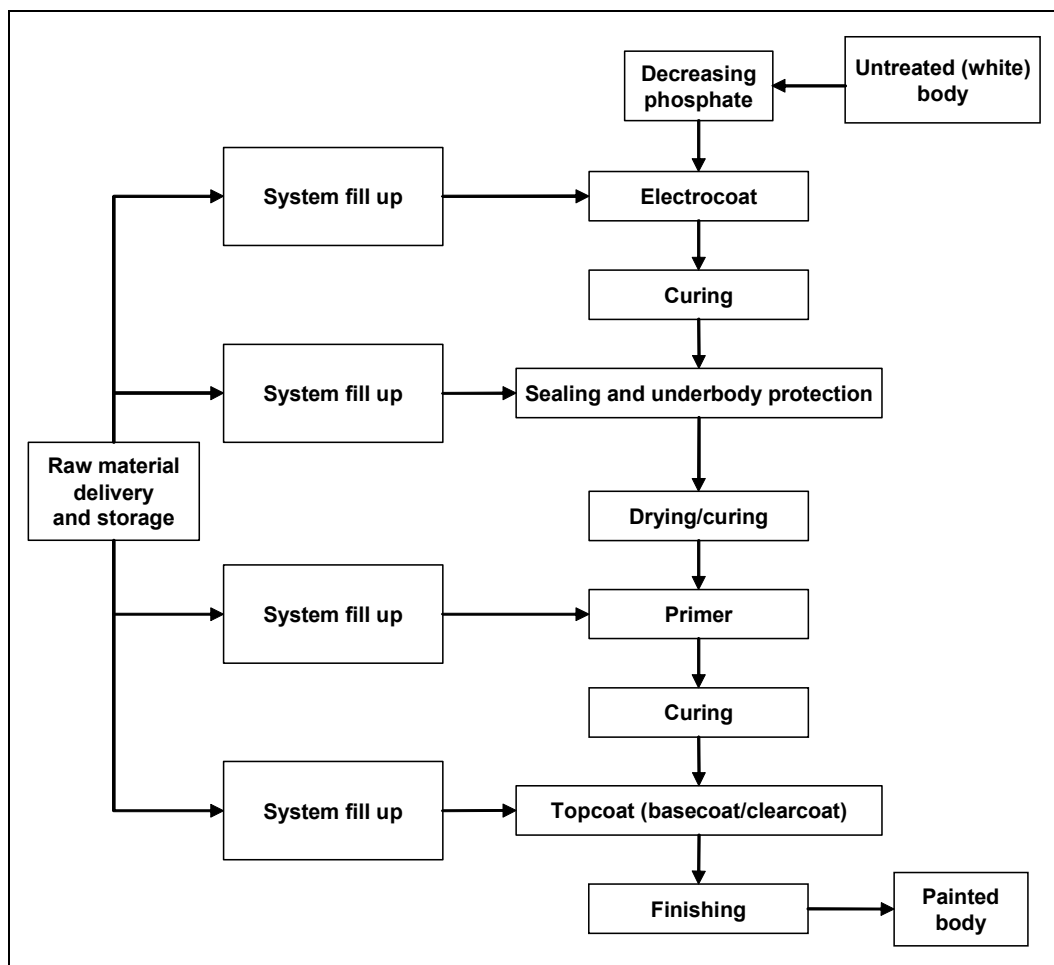 Decreasing
phosphate
Untreated (white)
body
System fill up
Electrocoat
Curing
System fill up
Sealing and underbody protection
Raw material
delivery
and storage
Drying/curing
System fill up
Primer
Curing
System fill up
Topcoat (basecoat/clearcoat)
Finishing
Painted
body